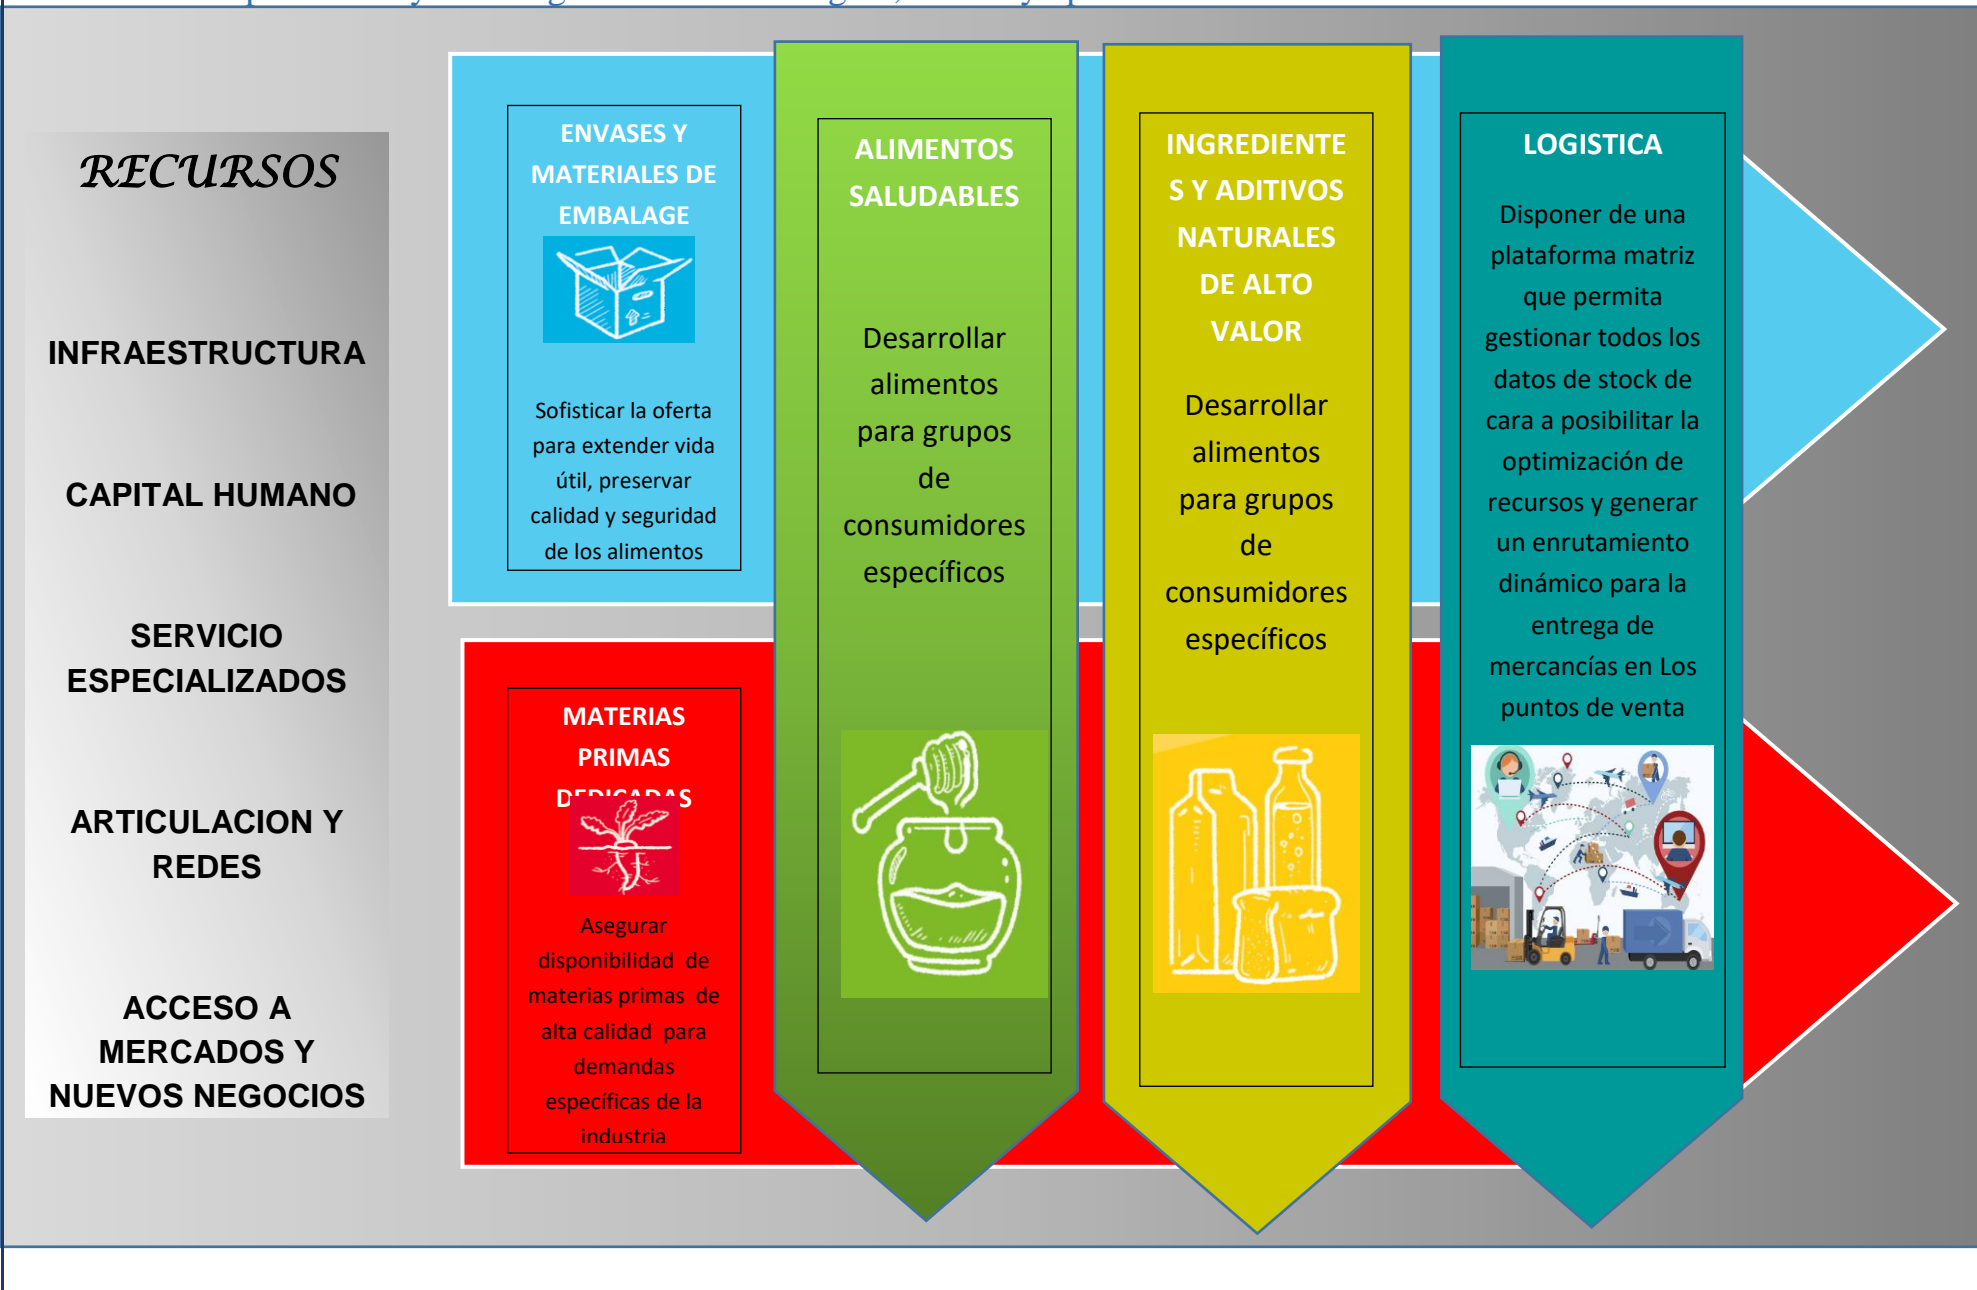 RECURSOS
INFRAESTRUCTURA
CAPITAL HUMANO
SERVICIO
ESPECIALIZADOS
ARTICULACION Y
REDES
ACCESO A
MERCADOS Y
NUEVOS NEGOCIOS
ENVASES Y
MATERIALES DE
EMBALAGE
Sofisticar la oferta
para extender vida
útil, preservar
calidad y seguridad
de los alimentos
MATERIAS
PRIMAS
DEDICADAS
Asegurar
disponibilidad de
materias primas de
alta calidad para
demandas
específicas de la
industria
ALIMENTOS
SALUDABLES
Desarrollar
alimentos
para grupos
de
consumidores
específicos
INGREDIENTE
S Y ADITIVOS
NATURALES
DE ALTO
VALOR
Desarrollar
alimentos
para grupos
de
consumidores
específicos
LOGISTICA
Disponer de una
plataforma matriz
que permita
gestionar todos los
datos de stock de
cara a posibilitar la
optimización de
recursos y generar
un enrutamiento
dinámico para la
entrega de
mercancías en Los
puntos de venta